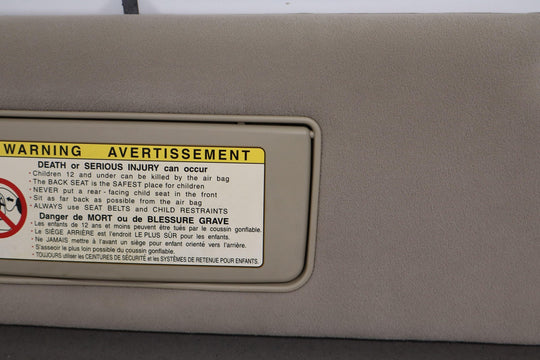 WARNING AVERTISSEMENT
DEATH or SERIOUS INJURY can occur
- Children 12 and under can be killed by the air bag
- The BACK SEAT is the SAFEST place for children
- NEVER put a rear - facing child seat in the front
- Sit as far back as possible from the air bag
- ALWAYS use SEAT BELTS and CHILD RESTRAINTS
Danger de MORT ou de BLESSURE GRAVE
- Les enfants de 12 ans et moins peuvent être tués par le coussin gonflable.
- Le SIÈGE ARRIÈRE est l'endroit LE PLUS SÛR pour les enfants.
- Ne JAMAIS mettre à l'avant un siège pour enfant orienté vers l'arrière.
- S'asseoir le plus loin possible du coussin gonflable.
- TOUJOURS utiliser les CEINTURES DE SÉCURITÉ et les SYSTÈMES DE RETENUE POUR ENFANTS.